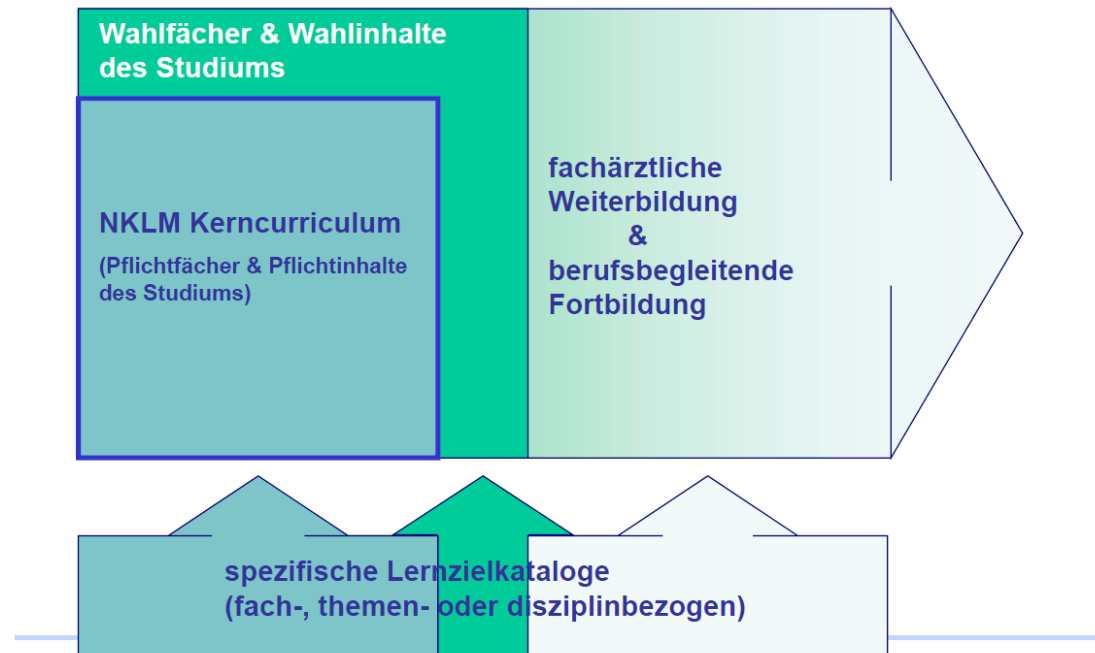 Wahlfächer & Wahlinhalte
des Studiums
NKLM Kerncurriculum
(Pflichtfächer & Pflichtinhalte
des Studiums)
fachärztliche
Weiterbildung
&
berufsbegleitende
Fortbildung
spezifische Lernzielkataloge
(fach-, themen- oder disziplinbezogen)